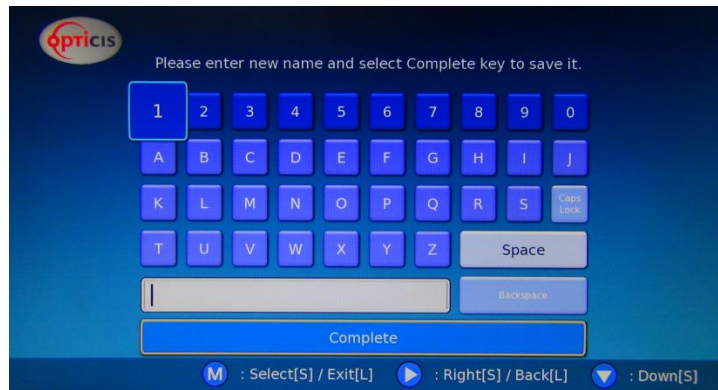 OPTICIS
Please enter new name and select Complete key to save it.
1 2 3 4 5 6 7 8 9 0
A B C D E F G H I J
K L M N O P Q R S Caps Lock
T U V W X Y Z Space
Backspace
Complete
M : Select[S] / Exit[L] : Right[S] / Back[L] : Down[S]